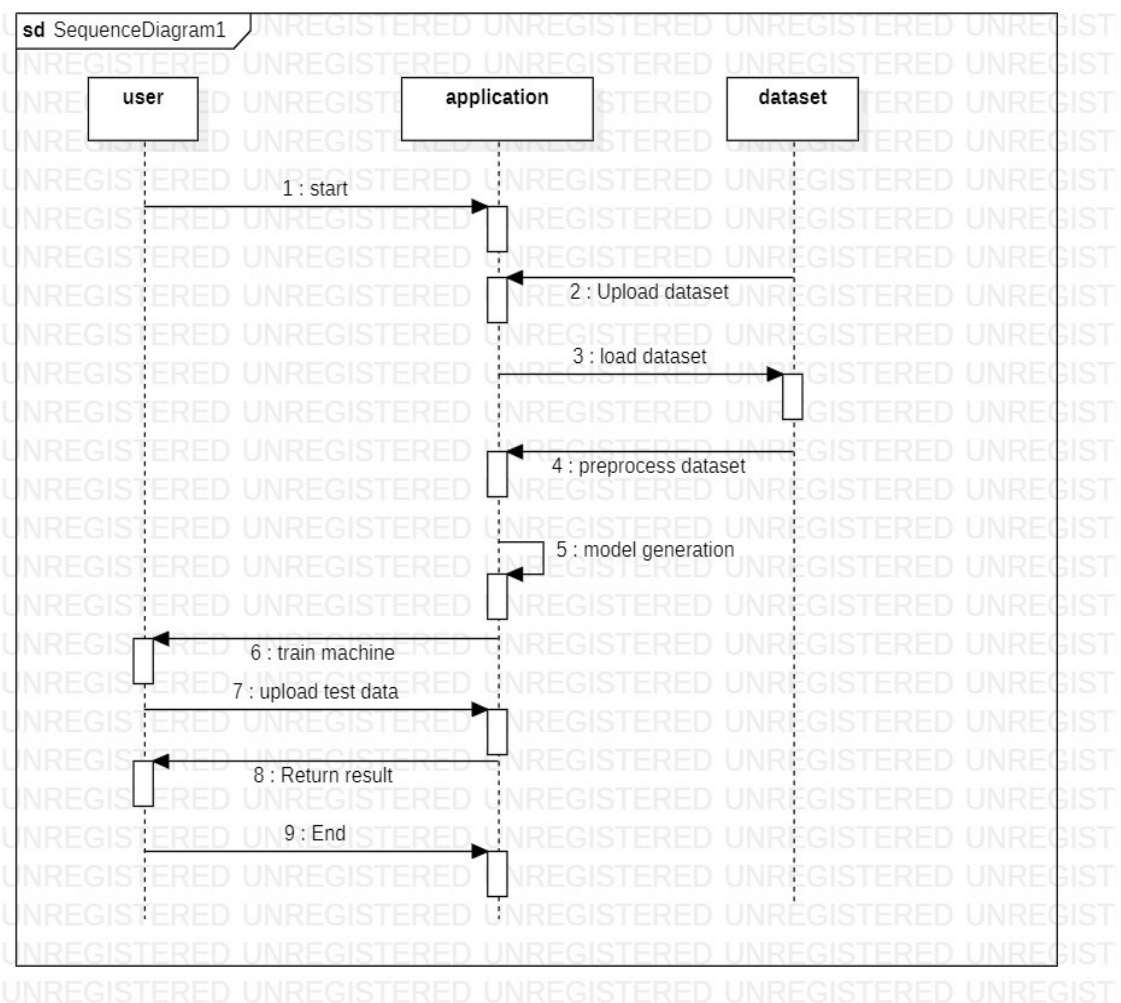 sd SequenceDiagram1
user
application
dataset
1 : start
2 : Upload dataset
3 : load dataset
4 : preprocess dataset
5 : model generation
6 : train machine
7 : upload test data
8 : Return result
9 : End
UNREGISTERED